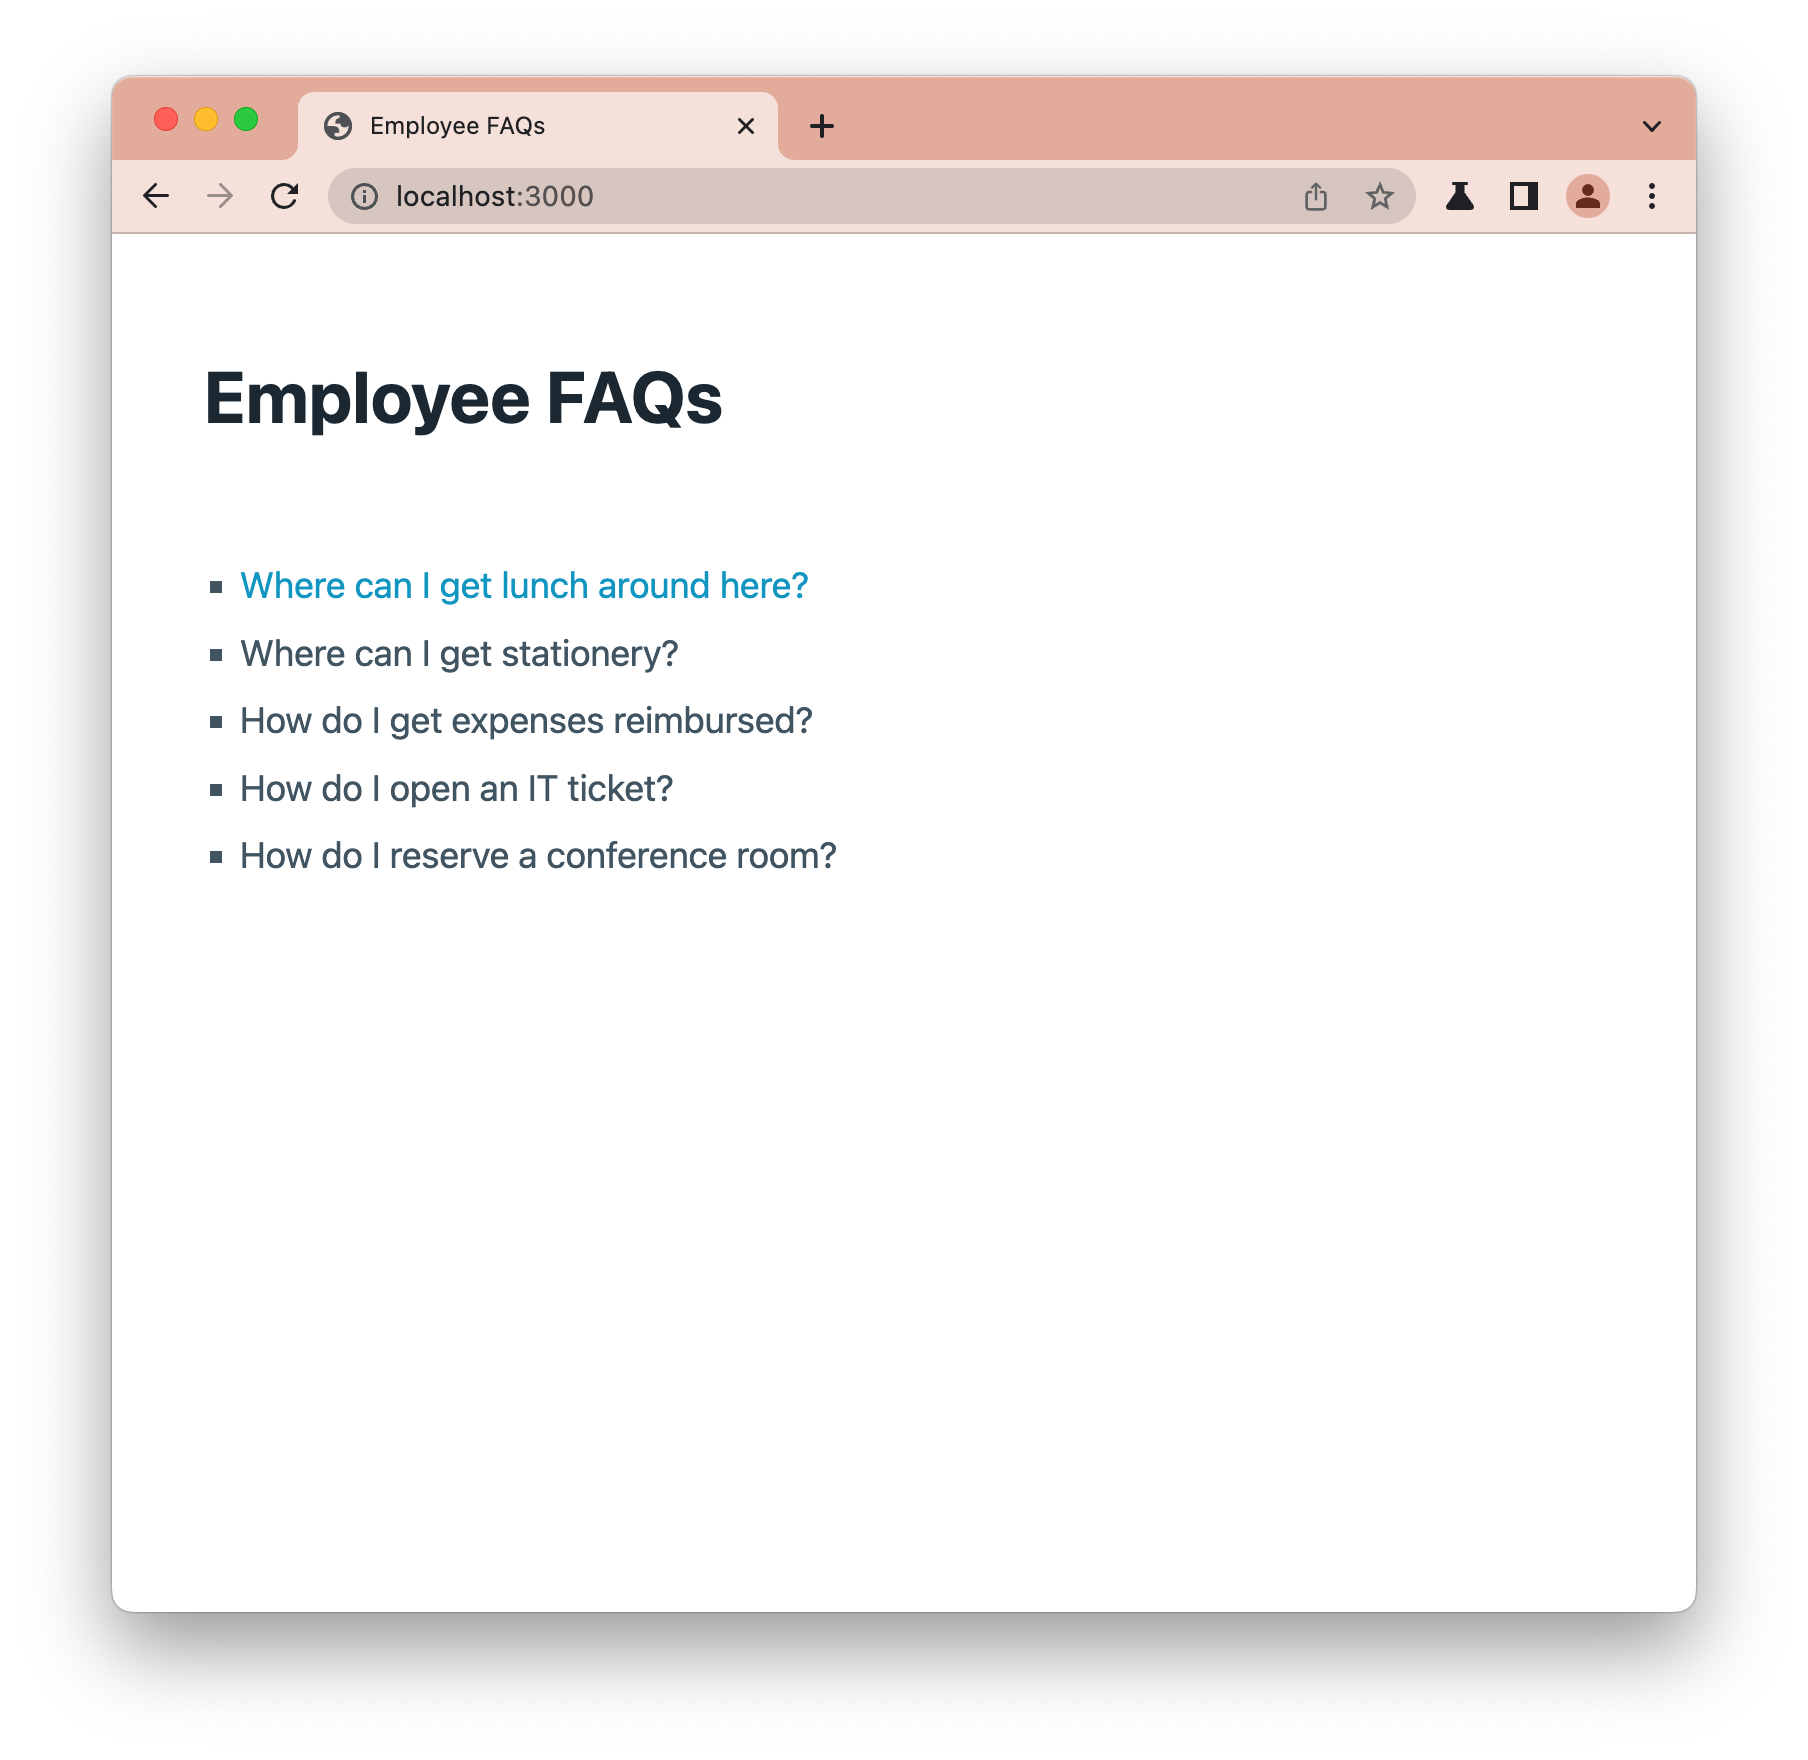 Employee FAQs
localhost:3000
Employee FAQs
Where can I get lunch around here?
Where can I get stationery?
How do I get expenses reimbursed?
How do I open an IT ticket?
How do I reserve a conference room?